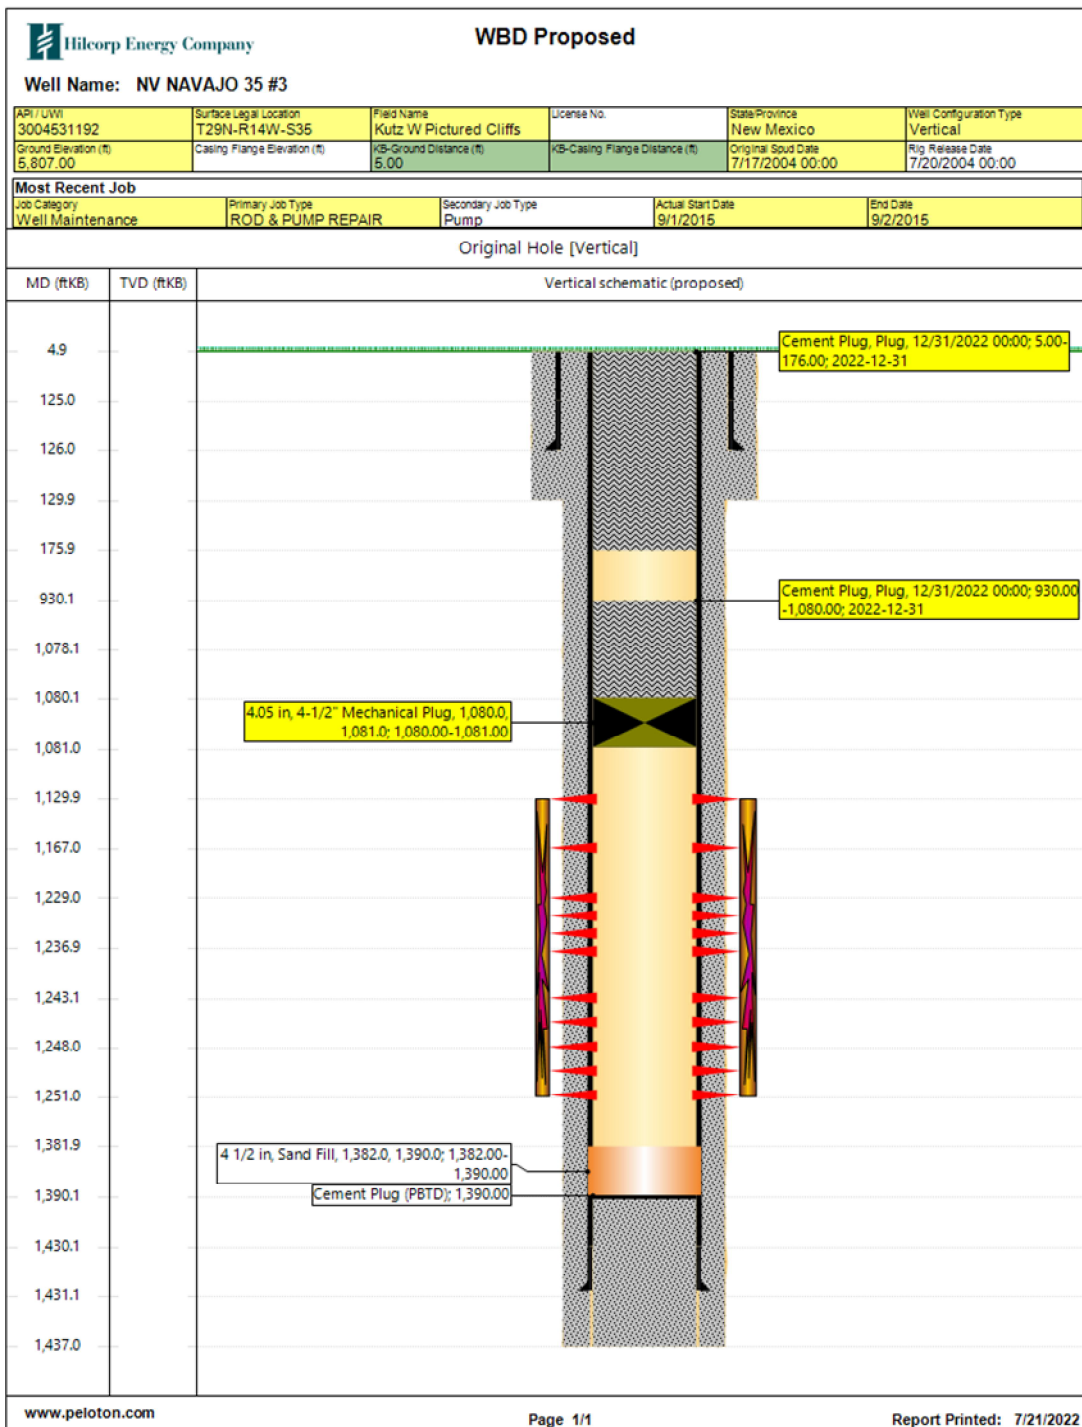 Hilcorp Energy Company
WBD Proposed
Well Name: NV NAVAJO 35 #3
API / UWI
3004531192
Surface Legal Location
T29N-R14W-S35
Field Name
Kutz W Pictured Cliffs
License No.
State/Province
New Mexico
Well Configuration Type
Vertical
Ground Elevation (ft)
5,807.00
Casing Flange Elevation (ft)
KB-Ground Distance (ft)
5.00
KB-Casing Flange Distance (ft)
Original Spud Date
7/17/2004 00:00
Rig Release Date
7/20/2004 00:00
Most Recent Job
Job Category
Well Maintenance
Primary Job Type
ROD & PUMP REPAIR
Secondary Job Type
Pump
Actual Start Date
9/1/2015
End Date
9/2/2015
Original Hole [Vertical]
MD (ftKB)
TVD (ftKB)
Vertical schematic (proposed)
4.9
Cement Plug, Plug, 12/31/2022 00:00; 5.00-
176.00; 2022-12-31
125.0
126.0
129.9
175.9
930.1
Cement Plug, Plug, 12/31/2022 00:00; 930.00
-1,080.00; 2022-12-31
1,078.1
1,080.1
4.05 in, 4-1/2" Mechanical Plug, 1,080.0,
1,081.0; 1,080.00-1,081.00
1,081.0
1,129.9
1,167.0
1,229.0
1,236.9
1,243.1
1,248.0
1,251.0
1,381.9
4 1/2 in, Sand Fill, 1,382.0, 1,390.0; 1,382.00-
1,390.00
Cement Plug (PBTD); 1,390.00
1,390.1
1,430.1
1,431.1
1,437.0
www.peloton.com
Page 1/1
Report Printed: 7/21/2022